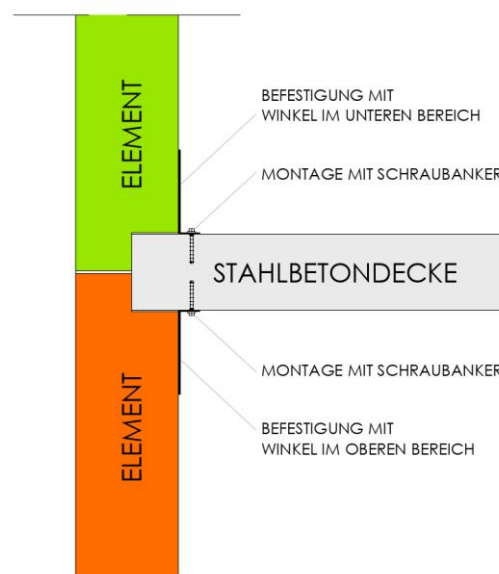 ELEMENT
BEFESTIGUNG MIT
WINKEL IM UNTEREN BEREICH
MONTAGE MIT SCHRAUBANKER
STAHLBETONDECKE
ELEMENT
MONTAGE MIT SCHRAUBANKER
BEFESTIGUNG MIT
WINKEL IM OBEREN BEREICH